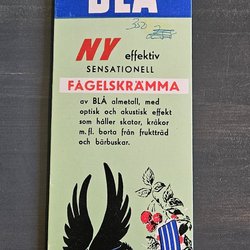 BLÅ
NY effektiv
SENSATIONELL
FÅGELSKRÄMMA
av BLÅ almetall, med
optisk och akustisk effekt
som håller skator, kråkor
m. fl. borta från fruktträd
och bärbuskar.